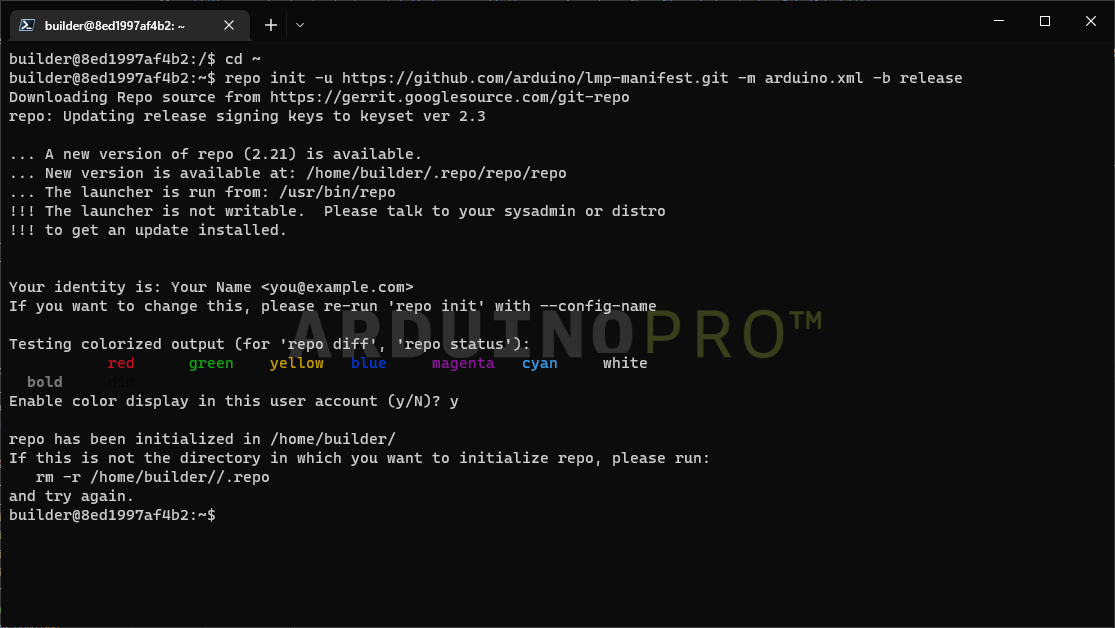 builder@8ed1997af4b2: ~
builder@8ed1997af4b2:/$ cd ~
builder@8ed1997af4b2:~$ repo init -u https://github.com/arduino/lmp-manifest.git -m arduino.xml -b release
Downloading Repo source from https://gerrit.googlesource.com/git-repo
repo: Updating release signing keys to keyset ver 2.3
... A new version of repo (2.21) is available.
... New version is available at: /home/builder/.repo/repo/repo
... The launcher is run from: /usr/bin/repo
!!! The launcher is not writable.  Please talk to your sysadmin or distro
!!! to get an update installed.
Your identity is: Your Name <you@example.com>
If you want to change this, please re-run 'repo init' with --config-name
ARDUINO PRO™
Testing colorized output (for 'repo diff', 'repo status'):
red green yellow blue magenta cyan white
bold dim
Enable color display in this user account (y/N)? y
repo has been initialized in /home/builder/
If this is not the directory in which you want to initialize repo, please run:
rm -r /home/builder//.repo
and try again.
builder@8ed1997af4b2:~$